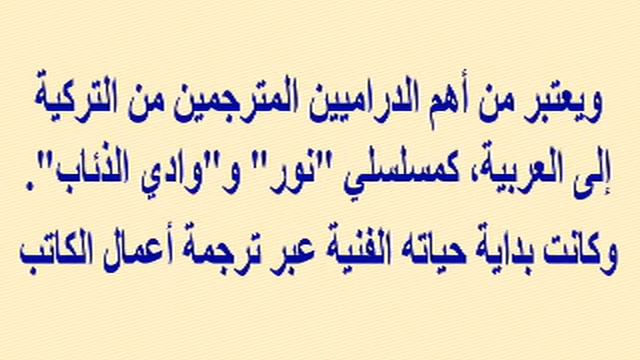 ويعتبر من أهم الدراميين المترجمين من التركية
إلى العربية، كمسلسلي "نور" و"وادي الذئاب".
وكانت بداية حياته الفنية عبر ترجمة أعمال الكاتب